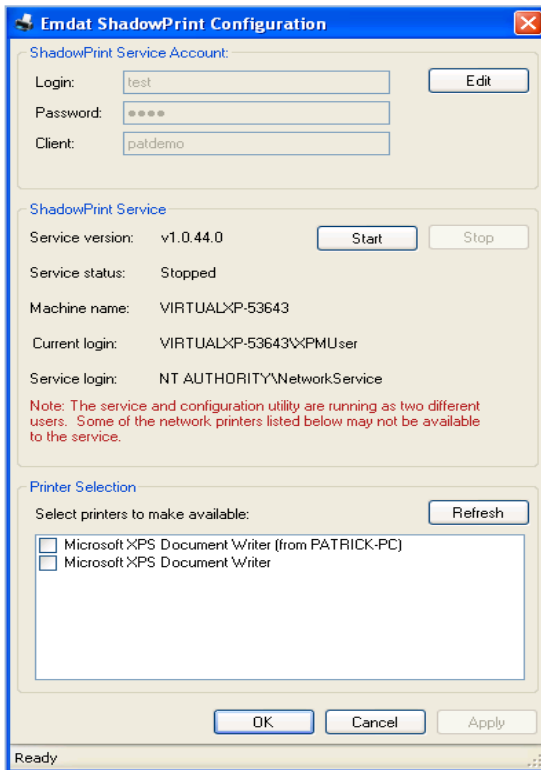 Emdat ShadowPrint Configuration
ShadowPrint Service Account:
Login: test Edit
Password: ●●●●
Client: patdemo
ShadowPrint Service
Service version: v1.0.44.0 Start Stop
Service status: Stopped
Machine name: VIRTUALXP-53643
Current login: VIRTUALXP-53643\XPMUser
Service login: NT AUTHORITY\NetworkService
Note: The service and configuration utility are running as two different
users. Some of the network printers listed below may not be available
to the service.
Printer Selection
Select printers to make available: Refresh
Microsoft XPS Document Writer (from PATRICK-PC)
Microsoft XPS Document Writer
OK Cancel Apply
Ready